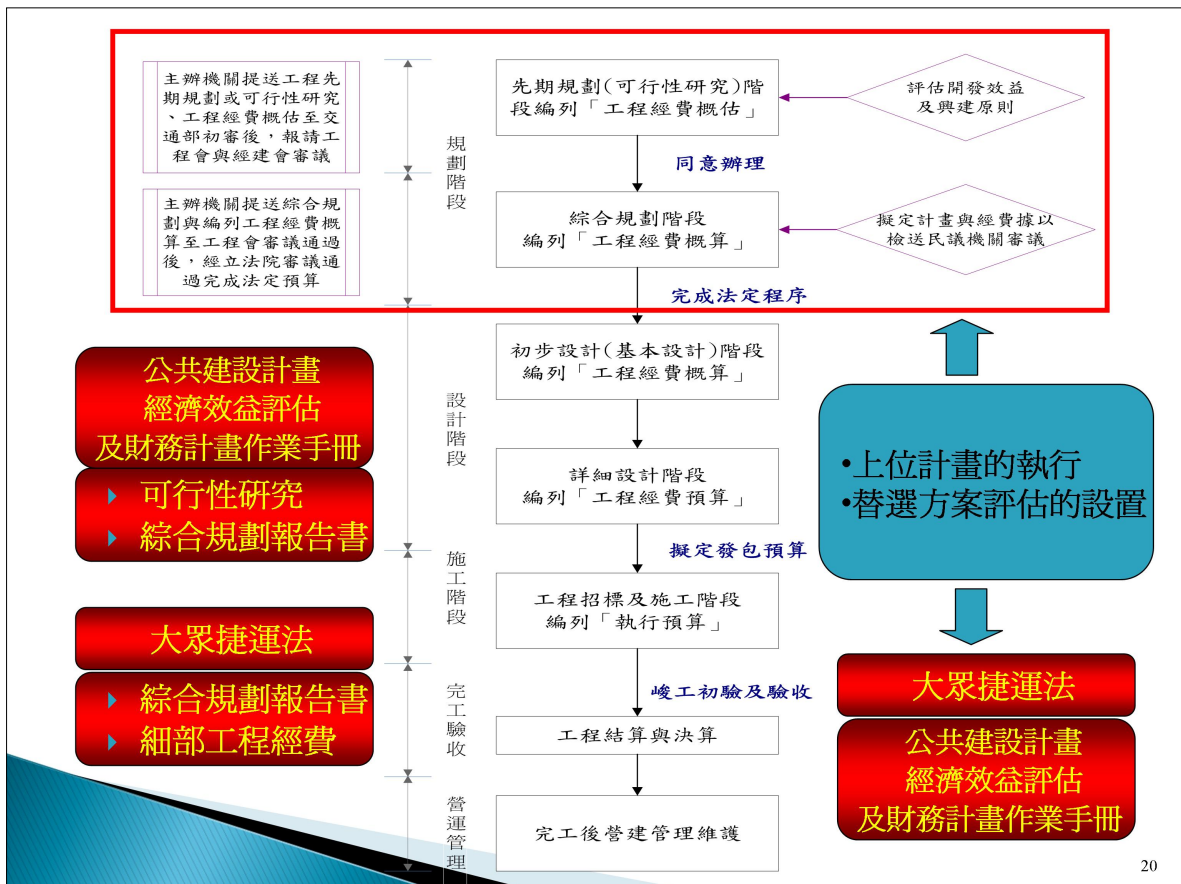 主辦機關提送工程先
期規劃或可行性研究
、工程經費概估至交
通部初審後，報請工
程會與經建會審議
主辦機關提送綜合規
劃與編列工程經費概
算至工程會審議通過
後，經立法院審議通
過完成法定預算
規劃階段
設計階段
施工階段
完工驗收
營運管理
先期規劃(可行性研究)階
段編列「工程經費概估」
同意辦理
綜合規劃階段
編列「工程經費概算」
完成法定程序
初步設計(基本設計)階段
編列「工程經費概算」
詳細設計階段
編列「工程經費預算」
擬定發包預算
工程招標及施工階段
編列「執行預算」
峻工初驗及驗收
工程結算與決算
完工後營建管理維護
評估開發效益
及興建原則
擬定計畫與經費據以
檢送民議機關審議
公共建設計畫
經濟效益評估
及財務計畫作業手冊
可行性研究
綜合規劃報告書
大眾捷運法
綜合規劃報告書
細部工程經費
•上位計畫的執行
•替選方案評估的設置
大眾捷運法
公共建設計畫
經濟效益評估
及財務計畫作業手冊
20